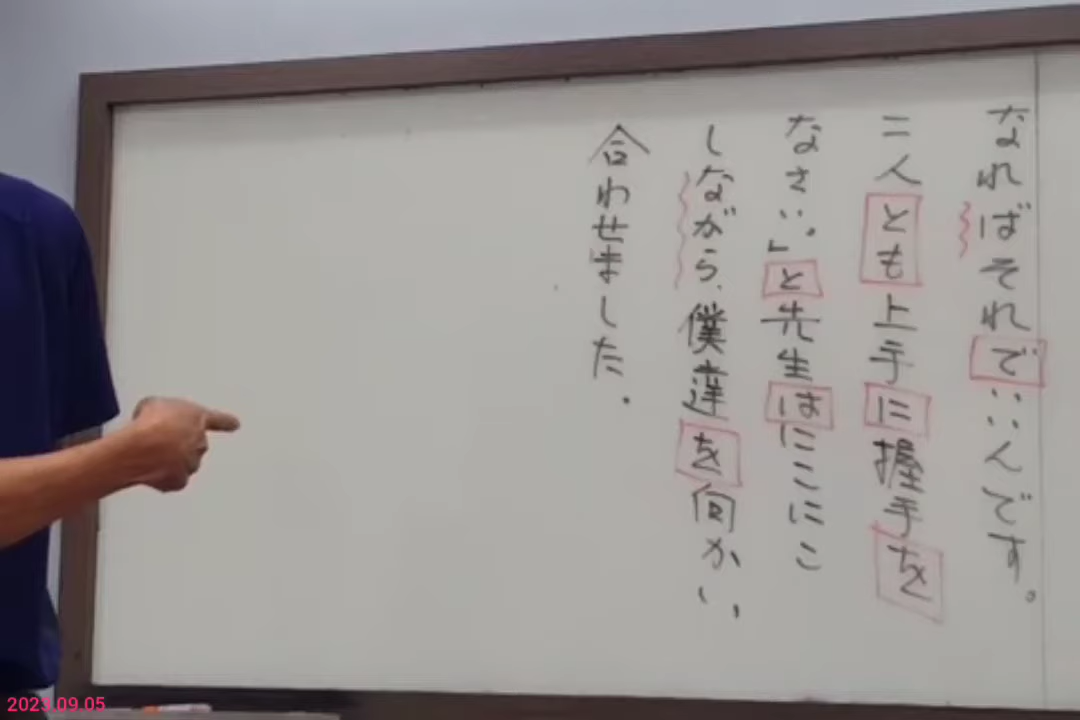 なればそれでいいんです。
二人とも上手に握手を
なさい。」と先生はにこにこ
しながら、僕達を向かい、
合わせました。
2023.09.05